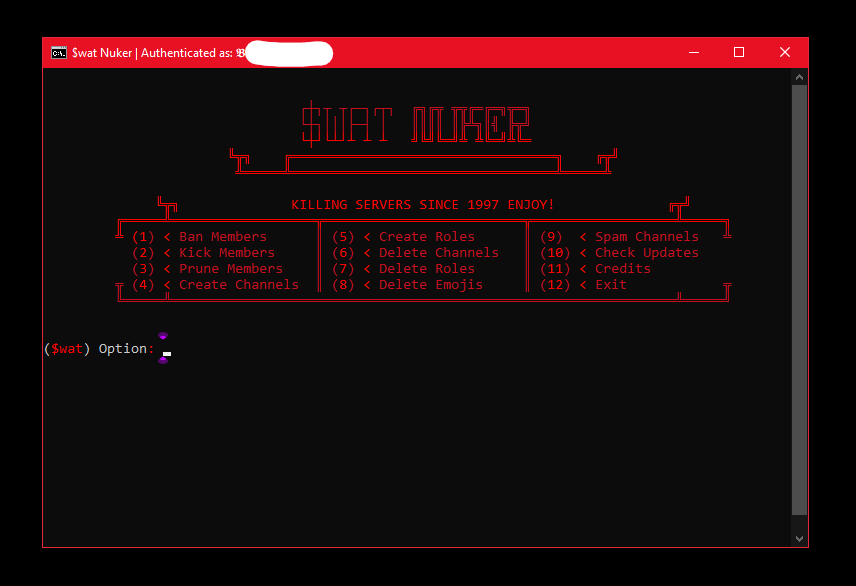 $wat Nuker | Authenticated as:
$WAT NUKER
KILLING SERVERS SINCE 1997 ENJOY!
(1) < Ban Members (5) < Create Roles (9) < Spam Channels
(2) < Kick Members (6) < Delete Channels (10) < Check Updates
(3) < Prune Members (7) < Delete Roles (11) < Credits
(4) < Create Channels (8) < Delete Emojis (12) < Exit
($wat) Option: